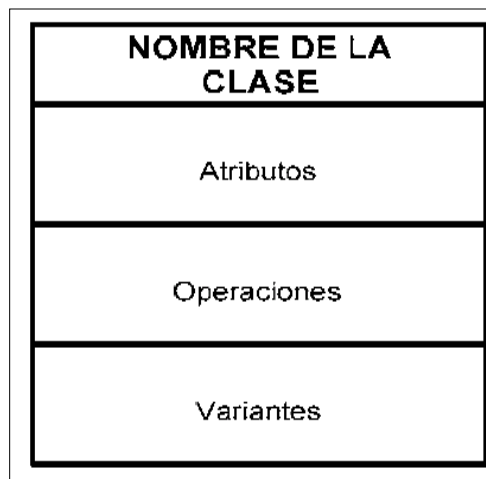 NOMBRE DE LA
CLASE
Atributos
Operaciones
Variantes